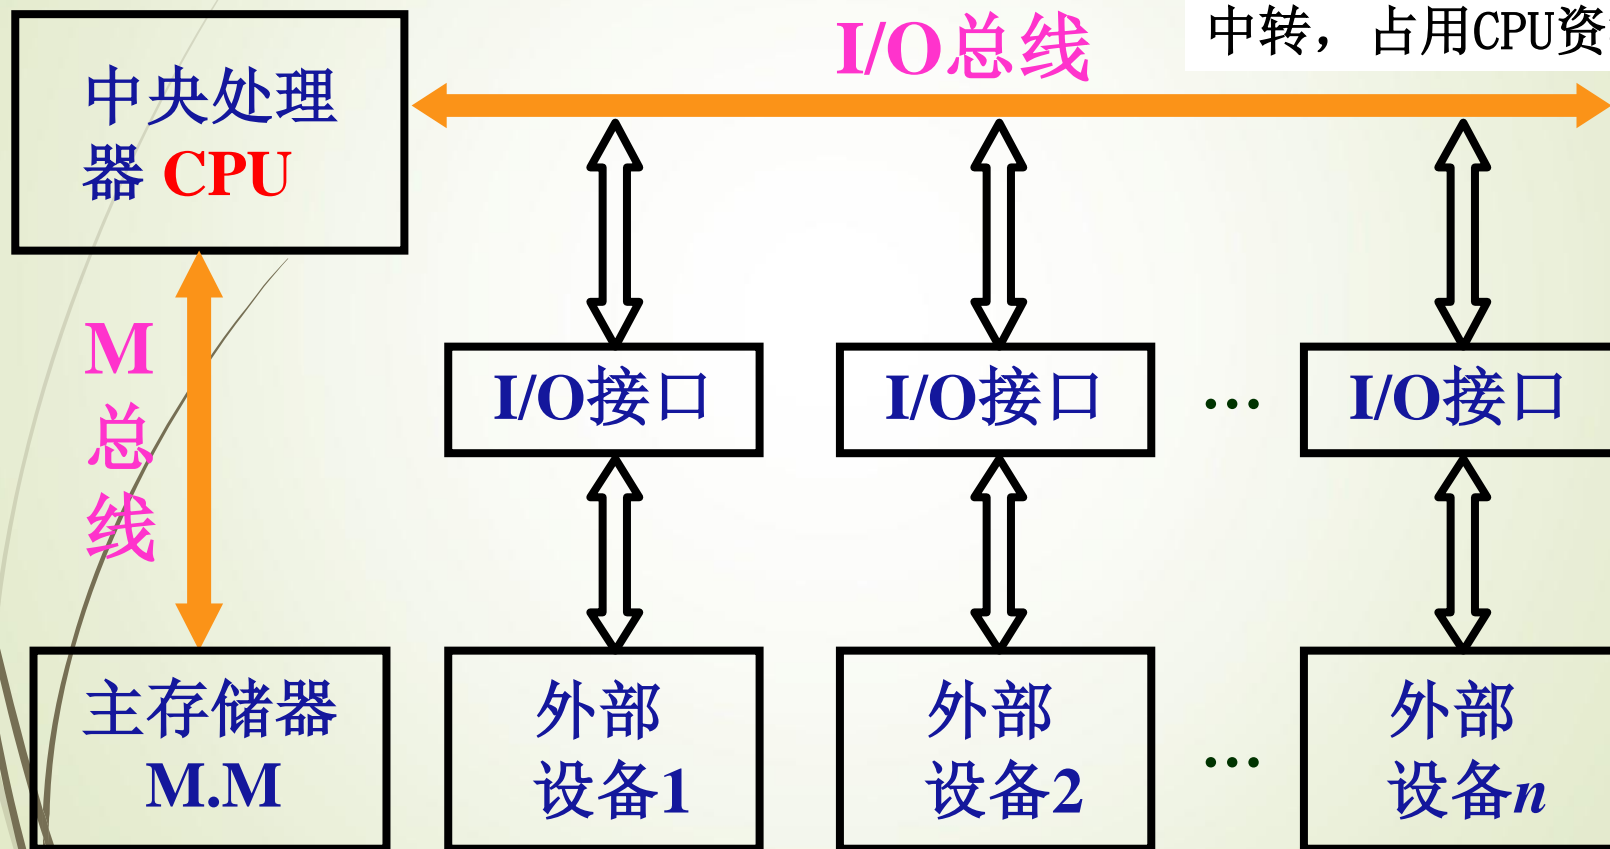 中转，占用CPU资
I/O总线
中央处理
器 CPU
M
总
线
I/O接口
I/O接口
…
I/O接口
主存储器
M.M
外部
设备1
外部
设备2
…
外部
设备n